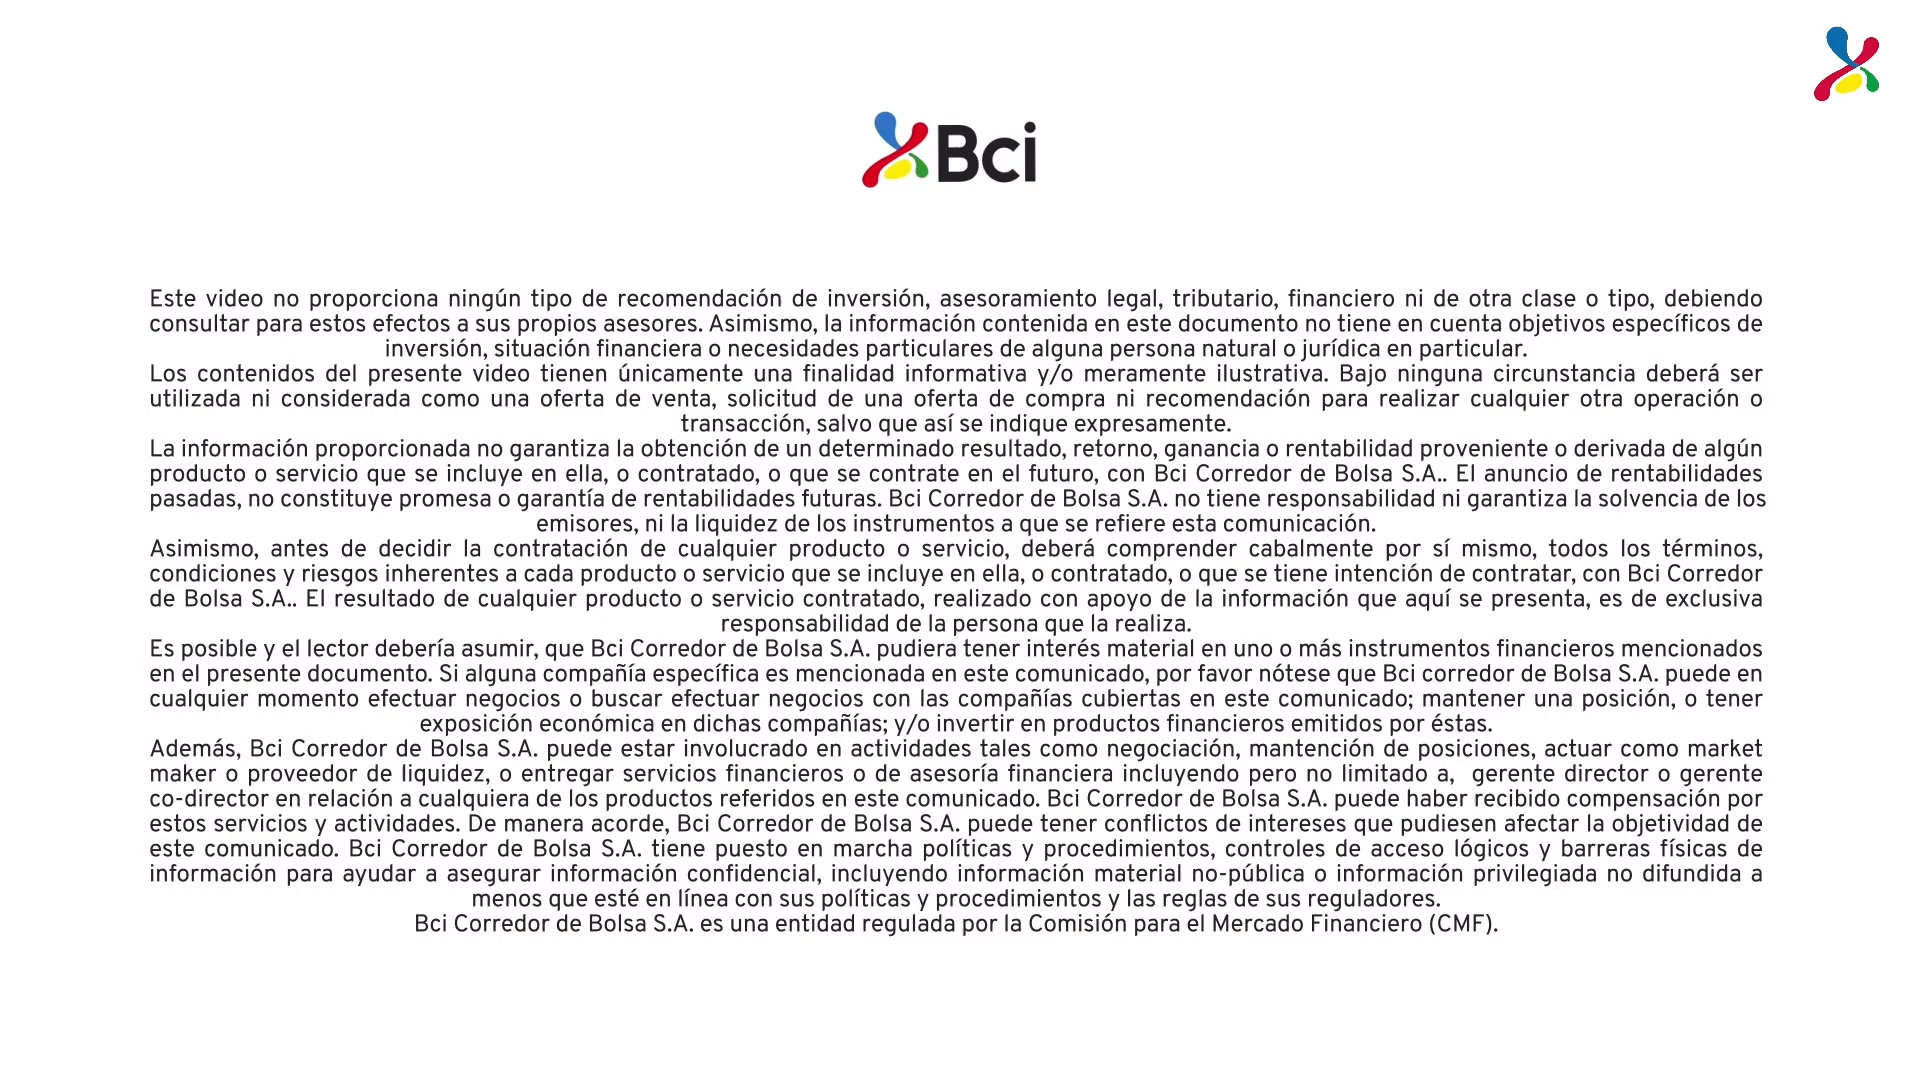 Bci
Este video no proporciona ningún tipo de recomendación de inversión, asesoramiento legal, tributario, financiero ni de otra clase o tipo, debiendo
consultar para estos efectos a sus propios asesores. Asimismo, la información contenida en este documento no tiene en cuenta objetivos específicos de
inversión, situación financiera o necesidades particulares de alguna persona natural o jurídica en particular.
Los contenidos del presente video tienen únicamente una finalidad informativa y/o meramente ilustrativa. Bajo ninguna circunstancia deberá ser
utilizada ni considerada como una oferta de venta, solicitud de una oferta de compra ni recomendación para realizar cualquier otra operación o
transacción, salvo que así se indique expresamente.
La información proporcionada no garantiza la obtención de un determinado resultado, retorno, ganancia o rentabilidad proveniente o derivada de algún
producto o servicio que se incluye en ella, o contratado, o que se contrate en el futuro, con Bci Corredor de Bolsa S.A.. El anuncio de rentabilidades
pasadas, no constituye promesa o garantía de rentabilidades futuras. Bci Corredor de Bolsa S.A. no tiene responsabilidad ni garantiza la solvencia de los
emisores, ni la liquidez de los instrumentos a que se refiere esta comunicación.
Asimismo, antes de decidir la contratación de cualquier producto o servicio, deberá comprender cabalmente por sí mismo, todos los términos,
condiciones y riesgos inherentes a cada producto o servicio que se incluye en ella, o contratado, o que se tiene intención de contratar, con Bci Corredor
de Bolsa S.A.. El resultado de cualquier producto o servicio contratado, realizado con apoyo de la información que aquí se presenta, es de exclusiva
responsabilidad de la persona que la realiza.
Es posible y el lector debería asumir, que Bci Corredor de Bolsa S.A. pudiera tener interés material en uno o más instrumentos financieros mencionados
en el presente documento. Si alguna compañía específica es mencionada en este comunicado, por favor nótese que Bci corredor de Bolsa S.A. puede en
cualquier momento efectuar negocios o buscar efectuar negocios con las compañías cubiertas en este comunicado; mantener una posición, o tener
exposición económica en dichas compañías; y/o invertir en productos financieros emitidos por éstas.
Además, Bci Corredor de Bolsa S.A. puede estar involucrado en actividades tales como negociación, mantención de posiciones, actuar como market
maker o proveedor de liquidez, o entregar servicios financieros o de asesoría financiera incluyendo pero no limitado a, gerente director o gerente
co-director en relación a cualquiera de los productos referidos en este comunicado. Bci Corredor de Bolsa S.A. puede haber recibido compensación por
estos servicios y actividades. De manera acorde, Bci Corredor de Bolsa S.A. puede tener conflictos de intereses que pudiesen afectar la objetividad de
este comunicado. Bci Corredor de Bolsa S.A. tiene puesto en marcha políticas y procedimientos, controles de acceso lógicos y barreras físicas de
información para ayudar a asegurar información confidencial, incluyendo información material no-pública o información privilegiada no difundida a
menos que esté en línea con sus políticas y procedimientos y las reglas de sus reguladores.
Bci Corredor de Bolsa S.A. es una entidad regulada por la Comisión para el Mercado Financiero (CMF).